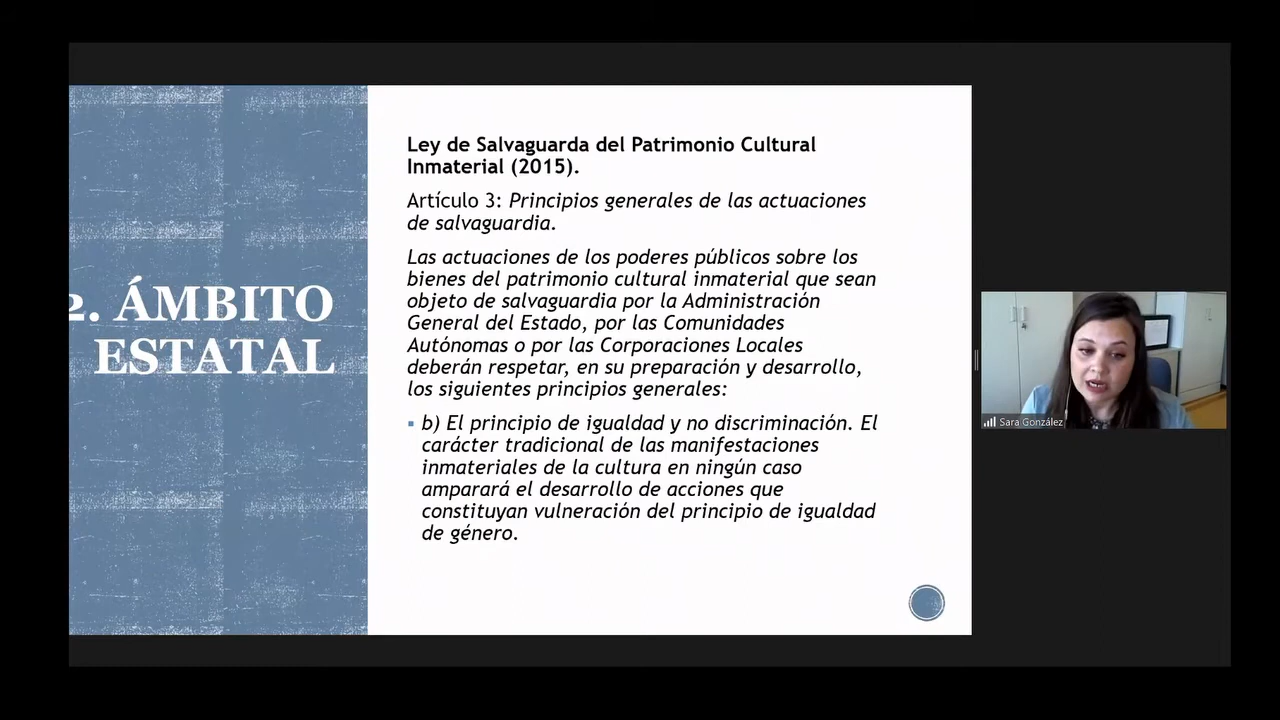 2. ÁMBITO
ESTATAL
Ley de Salvaguarda del Patrimonio Cultural
Inmaterial (2015).
Artículo 3: Principios generales de las actuaciones
de salvaguardia.
Las actuaciones de los poderes públicos sobre los
bienes del patrimonio cultural inmaterial que sean
objeto de salvaguardia por la Administración
General del Estado, por las Comunidades
Autónomas o por las Corporaciones Locales
deberán respetar, en su preparación y desarrollo,
los siguientes principios generales:
▪ b) El principio de igualdad y no discriminación. El
carácter tradicional de las manifestaciones
inmateriales de la cultura en ningún caso
amparará el desarrollo de acciones que
constituyan vulneración del principio de igualdad
de género.
Sara González